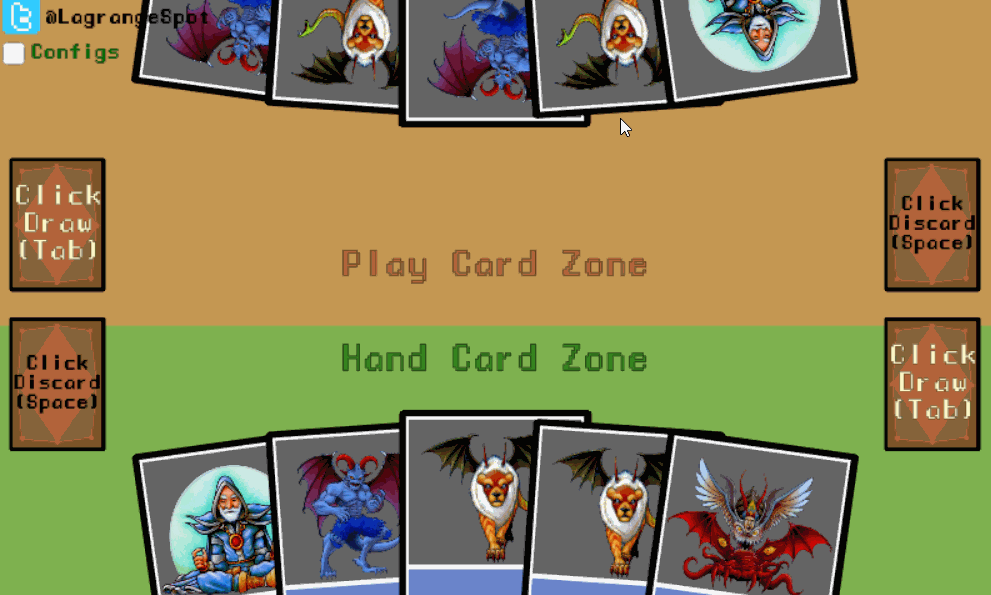 @LagrangeSpot
Configs
Click
Draw
(Tab)
Click
Discard
(Space)
Play Card Zone
Hand Card Zone
Click
Discard
(Space)
Click
Draw
(Tab)